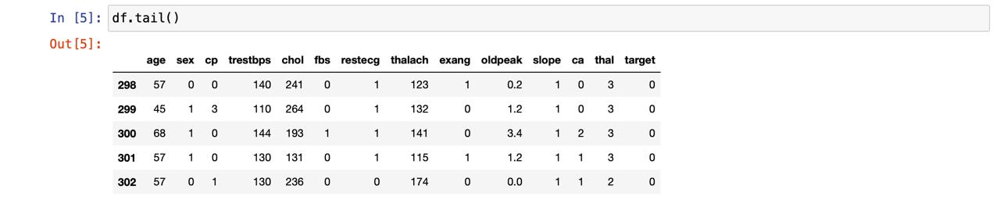 In [5]: df.tail()
Out[5]:
age sex cp trestbps chol fbs restecg thalach exang oldpeak slope ca thal target
298 57 0 0 140 241 0 1 123 1 0.2 1 0 3 0
299 45 1 3 110 264 0 1 132 0 1.2 1 0 3 0
300 68 1 0 144 193 1 1 141 0 3.4 1 2 3 0
301 57 1 0 130 131 0 1 115 1 1.2 1 1 3 0
302 57 0 1 130 236 0 0 174 0 0.0 1 1 2 0